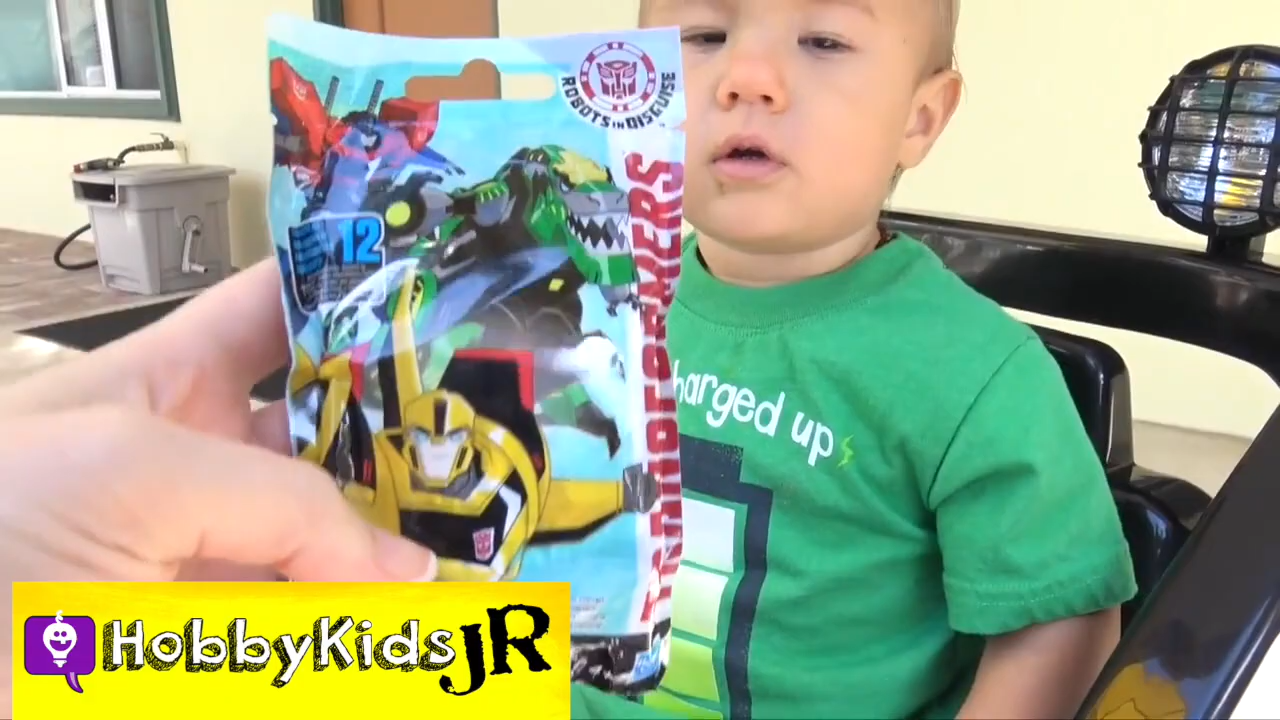 ROBOTS IN DISGUISE
12
TRANSFORMERS
harged up
HobbyKidsJR